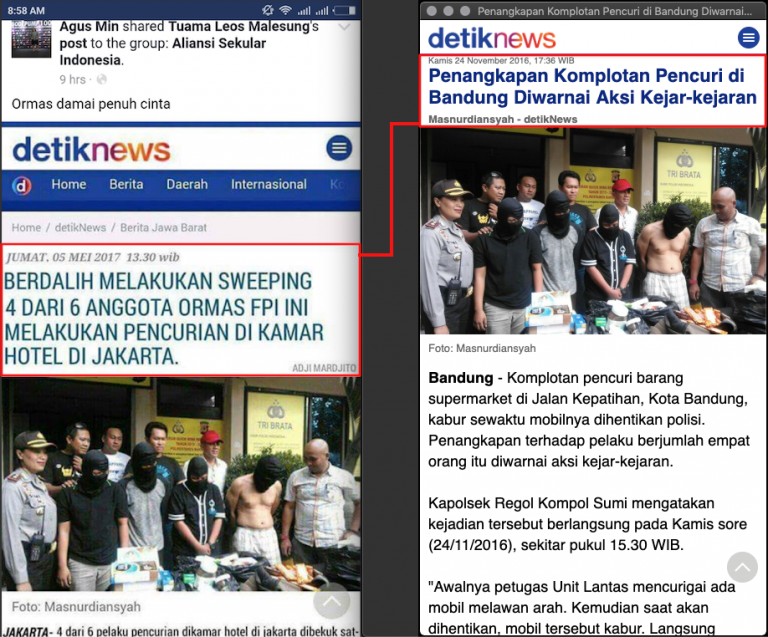 8:58 AM
Agus Min shared Tuama Leos Malesung's
post to the group: Aliansi Sekular
Indonesia.
9 hrs ·
Ormas damai penuh cinta
detiknews
d Home Berita Daerah Internasional
Home / detikNews / Berita Jawa Barat
JUMAT, 05 MEI 2017 13.30 wib
BERDALIH MELAKUKAN SWEEPING
4 DARI 6 ANGGOTA ORMAS FPI INI
MELAKUKAN PENCURIAN DI KAMAR
HOTEL DI JAKARTA.
ADJI MARDJITO
TRI BRATA
Foto: Masnurdiansyah
JAKARTA- 4 dari 6 pelaku pencurian dikamar hotel di jakarta dibekuk sat-
Penangkapan Komplotan Pencuri di Bandung Diwarnai...
detiknews
Kamis 24 November 2016, 17:36 WIB
Penangkapan Komplotan Pencuri di
Bandung Diwarnai Aksi Kejar-kejaran
Masnurdiansyah - detikNews
TRI BRATA
Foto: Masnurdiansyah
Bandung - Komplotan pencuri barang
supermarket di Jalan Kepatihan, Kota Bandung,
kabur sewaktu mobilnya dihentikan polisi.
Penangkapan terhadap pelaku berjumlah empat
orang itu diwarnai aksi kejar-kejaran.
Kapolsek Regol Kompol Sumi mengatakan
kejadian tersebut berlangsung pada Kamis sore
(24/11/2016), sekitar pukul 15.30 WIB.
"Awalnya petugas Unit Lantas mencurigai ada
mobil melawan arah. Kemudian saat akan
dihentikan, mobil tersebut kabur. Langsung